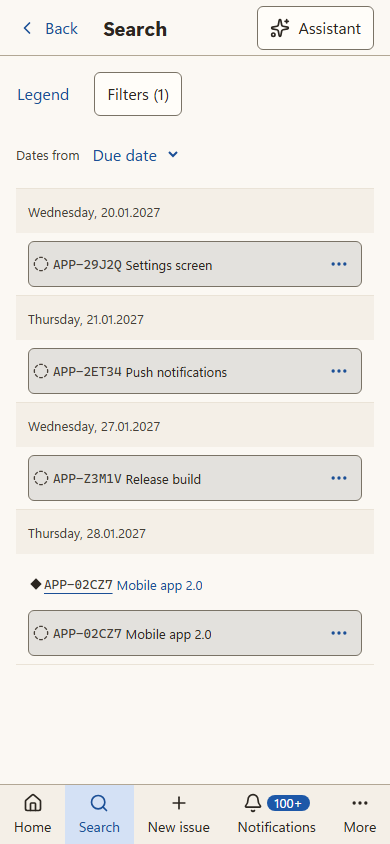 Back
Search
Assistant
Legend
Filters (1)
Dates from Due date
Wednesday, 20.01.2027
APP-29J2Q Settings screen
Thursday, 21.01.2027
APP-2ET34 Push notifications
Wednesday, 27.01.2027
APP-Z3M1V Release build
Thursday, 28.01.2027
APP-02CZ7 Mobile app 2.0
APP-02CZ7 Mobile app 2.0
100+
Home
Search
New issue
Notifications
More